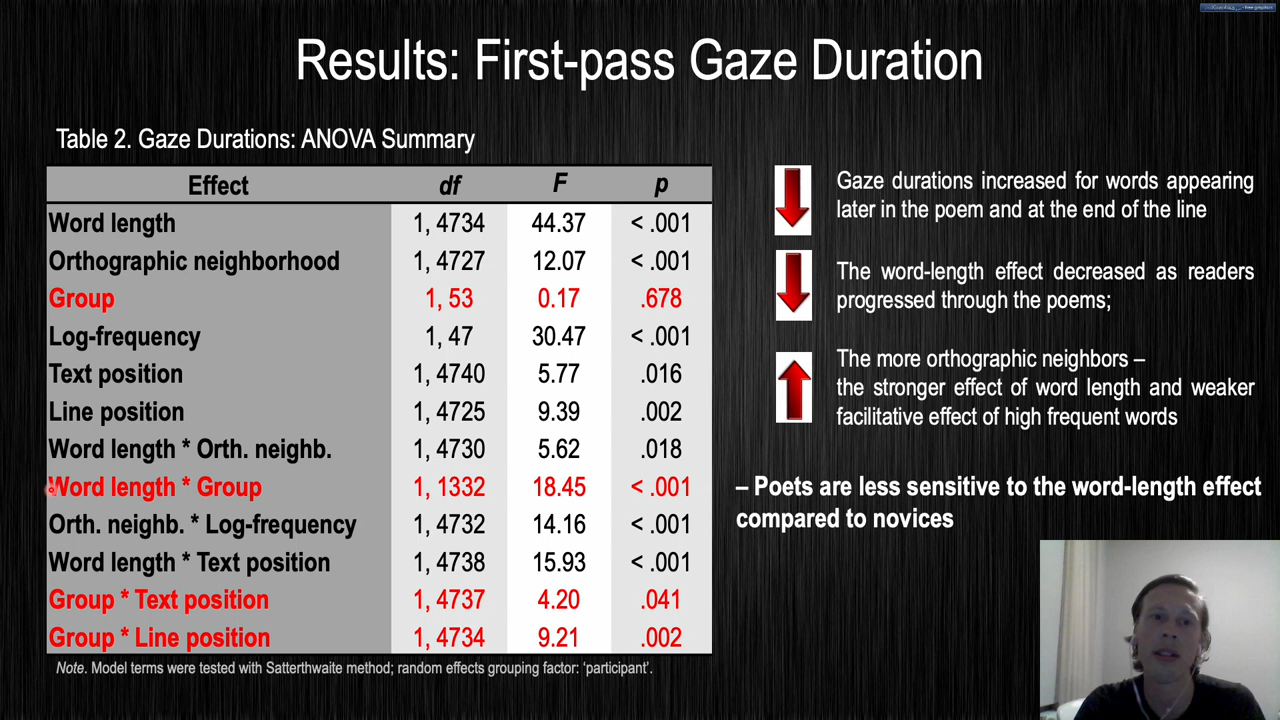 Results: First-pass Gaze Duration
Table 2. Gaze Durations: ANOVA Summary
Effect df F p
Word length 1, 4734 44.37 < .001
Orthographic neighborhood 1, 4727 12.07 < .001
Group 1, 53 0.17 .678
Log-frequency 1, 47 30.47 < .001
Text position 1, 4740 5.77 .016
Line position 1, 4725 9.39 .002
Word length * Orth. neighb. 1, 4730 5.62 .018
Word length * Group 1, 1332 18.45 < .001
Orth. neighb. * Log-frequency 1, 4732 14.16 < .001
Word length * Text position 1, 4738 15.93 < .001
Group * Text position 1, 4737 4.20 .041
Group * Line position 1, 4734 9.21 .002
Note. Model terms were tested with Satterthwaite method; random effects grouping factor: ‘participant’.
Gaze durations increased for words appearing
later in the poem and at the end of the line
The word-length effect decreased as readers
progressed through the poems;
The more orthographic neighbors –
the stronger effect of word length and weaker
facilitative effect of high frequent words
– Poets are less sensitive to the word-length effect
compared to novices